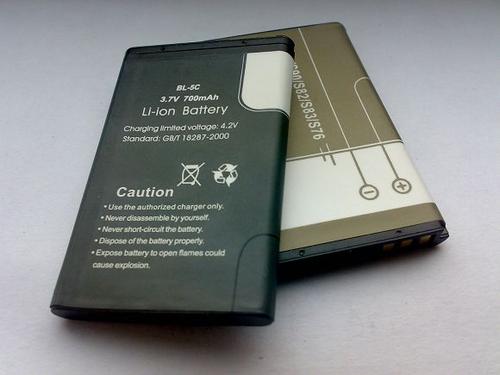 BL-5C
3.7V 700mAh
Li-ion Battery
Charging limited voltage: 4.2V
Standard: GB/T 18287-2000
Caution
• Use the authorized charger only.
• Never disassemble by yourself.
• Never short-circuit the battery.
• Dispose of the battery properly.
• Expose battery to open flames could
cause explosion.
S80/S82/S83/S76